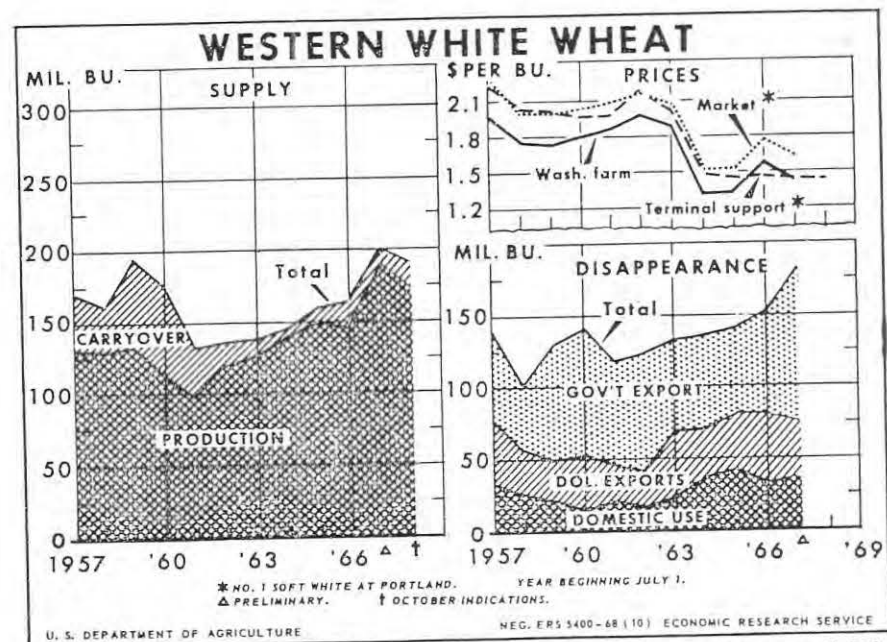 WESTERN WHITE WHEAT
MIL. BU.
SUPPLY
300
250
200
150
100
50
0
Total
CARRYOVER
PRODUCTION
1957 '60 '63 '66 △ †
$ PER BU.
PRICES
2.1
1.8
1.5
1.2
Market *
Wash. farm
Terminal support *
MIL. BU.
DISAPPEARANCE
150
100
50
0
Total
GOV'T EXPORT
DOL. EXPORTS
DOMESTIC USE
1957 '60 '63 '66 △ '69
* NO. 1 SOFT WHITE AT PORTLAND. YEAR BEGINNING JULY 1.
△ PRELIMINARY. † OCTOBER INDICATIONS.
U. S. DEPARTMENT OF AGRICULTURE NEG. ERS 5400-68 (10) ECONOMIC RESEARCH SERVICE